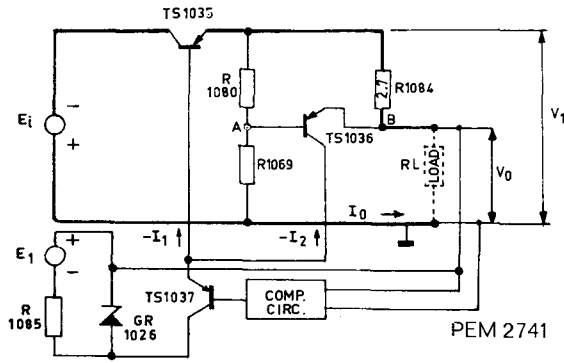 TS1035
R
1080
2.7
R1084
V1
Ei
-
+
A
B
TS1036
R1069
RL
LOAD
V0
I0
-I1
-I2
E1
+
-
TS1037
R
1085
GR
1026
COMP.
CIRC.
PEM 2741